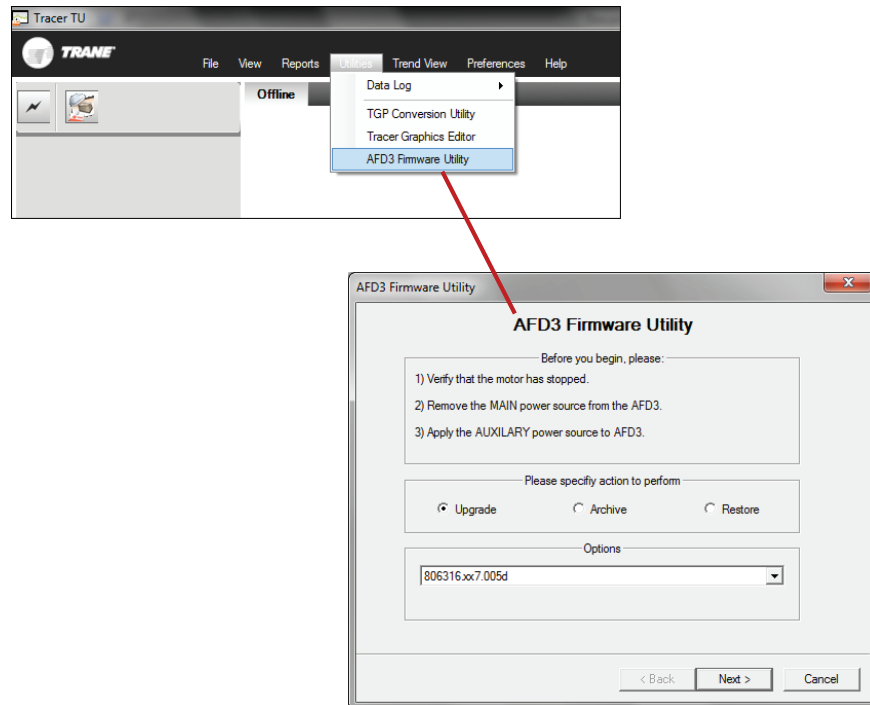 Tracer TU
TRANE
File View Reports Utilities Trend View Preferences Help
Offline
Data Log
TGP Conversion Utility
Tracer Graphics Editor
AFD3 Firmware Utility
AFD3 Firmware Utility
AFD3 Firmware Utility
Before you begin, please:
1) Verify that the motor has stopped.
2) Remove the MAIN power source from the AFD3.
3) Apply the AUXILARY power source to AFD3.
Please specifiy action to perform
Upgrade Archive Restore
Options
806316.xx7.005d
< Back Next > Cancel